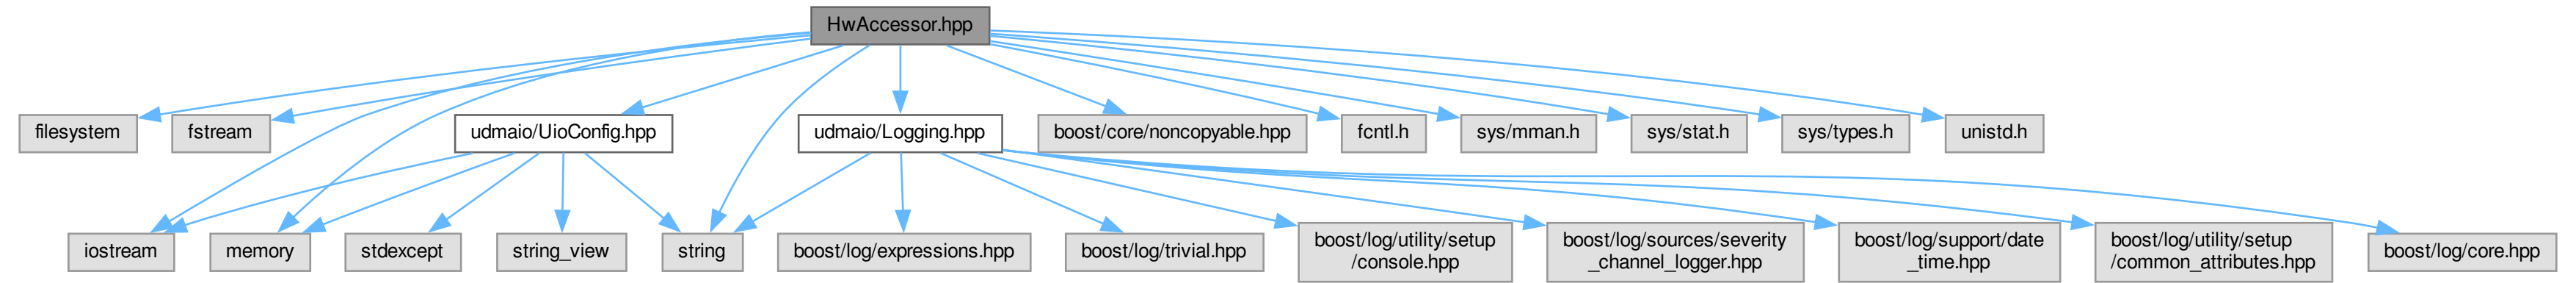 HwAccessor.hpp
filesystem
fstream
udmaio/UioConfig.hpp
udmaio/Logging.hpp
boost/core/noncopyable.hpp
fcntl.h
sys/mman.h
sys/stat.h
sys/types.h
unistd.h
iostream
memory
stdexcept
string_view
string
boost/log/expressions.hpp
boost/log/trivial.hpp
boost/log/utility/setup
/console.hpp
boost/log/sources/severity
_channel_logger.hpp
boost/log/support/date
_time.hpp
boost/log/utility/setup
/common_attributes.hpp
boost/log/core.hpp